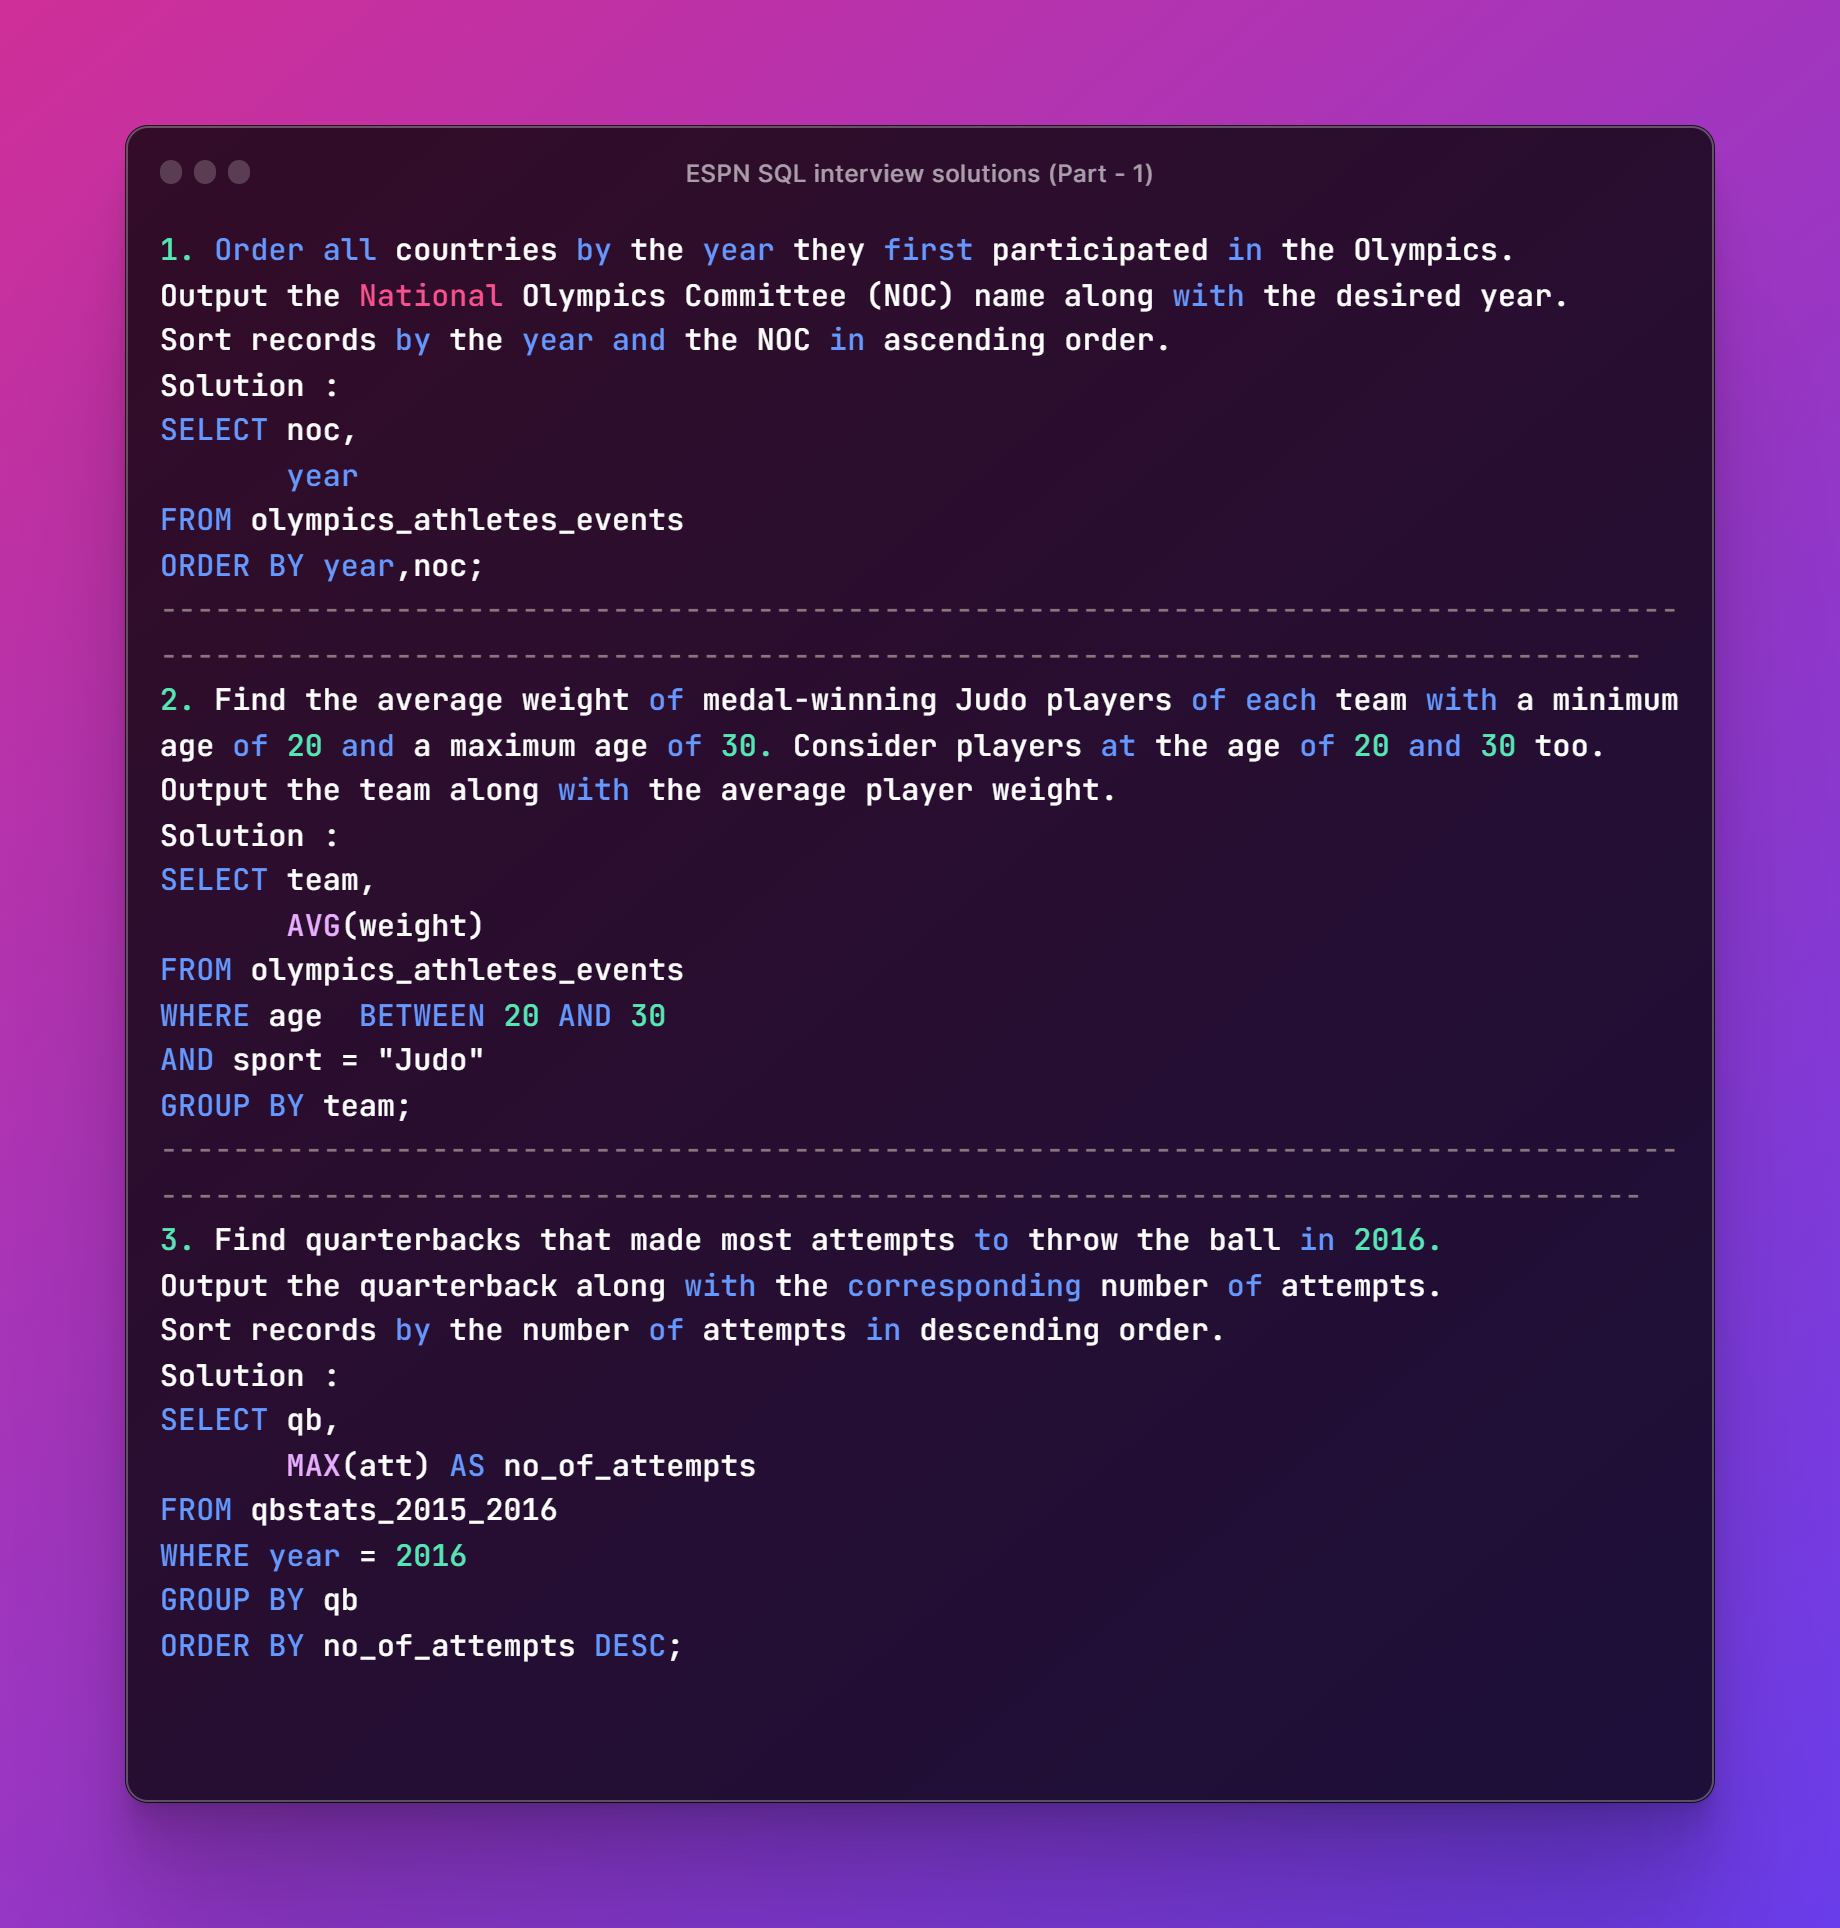 ESPN SQL interview solutions (Part - 1)
1. Order all countries by the year they first participated in the Olympics.
Output the National Olympics Committee (NOC) name along with the desired year.
Sort records by the year and the NOC in ascending order.
Solution :
SELECT noc,
       year
FROM olympics_athletes_events
ORDER BY year,noc;
------------------------------------------------------------------------------------
----------------------------------------------------------------------------------
2. Find the average weight of medal-winning Judo players of each team with a minimum
age of 20 and a maximum age of 30. Consider players at the age of 20 and 30 too.
Output the team along with the average player weight.
Solution :
SELECT team,
       AVG(weight)
FROM olympics_athletes_events
WHERE age  BETWEEN 20 AND 30
AND sport = "Judo"
GROUP BY team;
------------------------------------------------------------------------------------
----------------------------------------------------------------------------------
3. Find quarterbacks that made most attempts to throw the ball in 2016.
Output the quarterback along with the corresponding number of attempts.
Sort records by the number of attempts in descending order.
Solution :
SELECT qb,
       MAX(att) AS no_of_attempts
FROM qbstats_2015_2016
WHERE year = 2016
GROUP BY qb
ORDER BY no_of_attempts DESC;